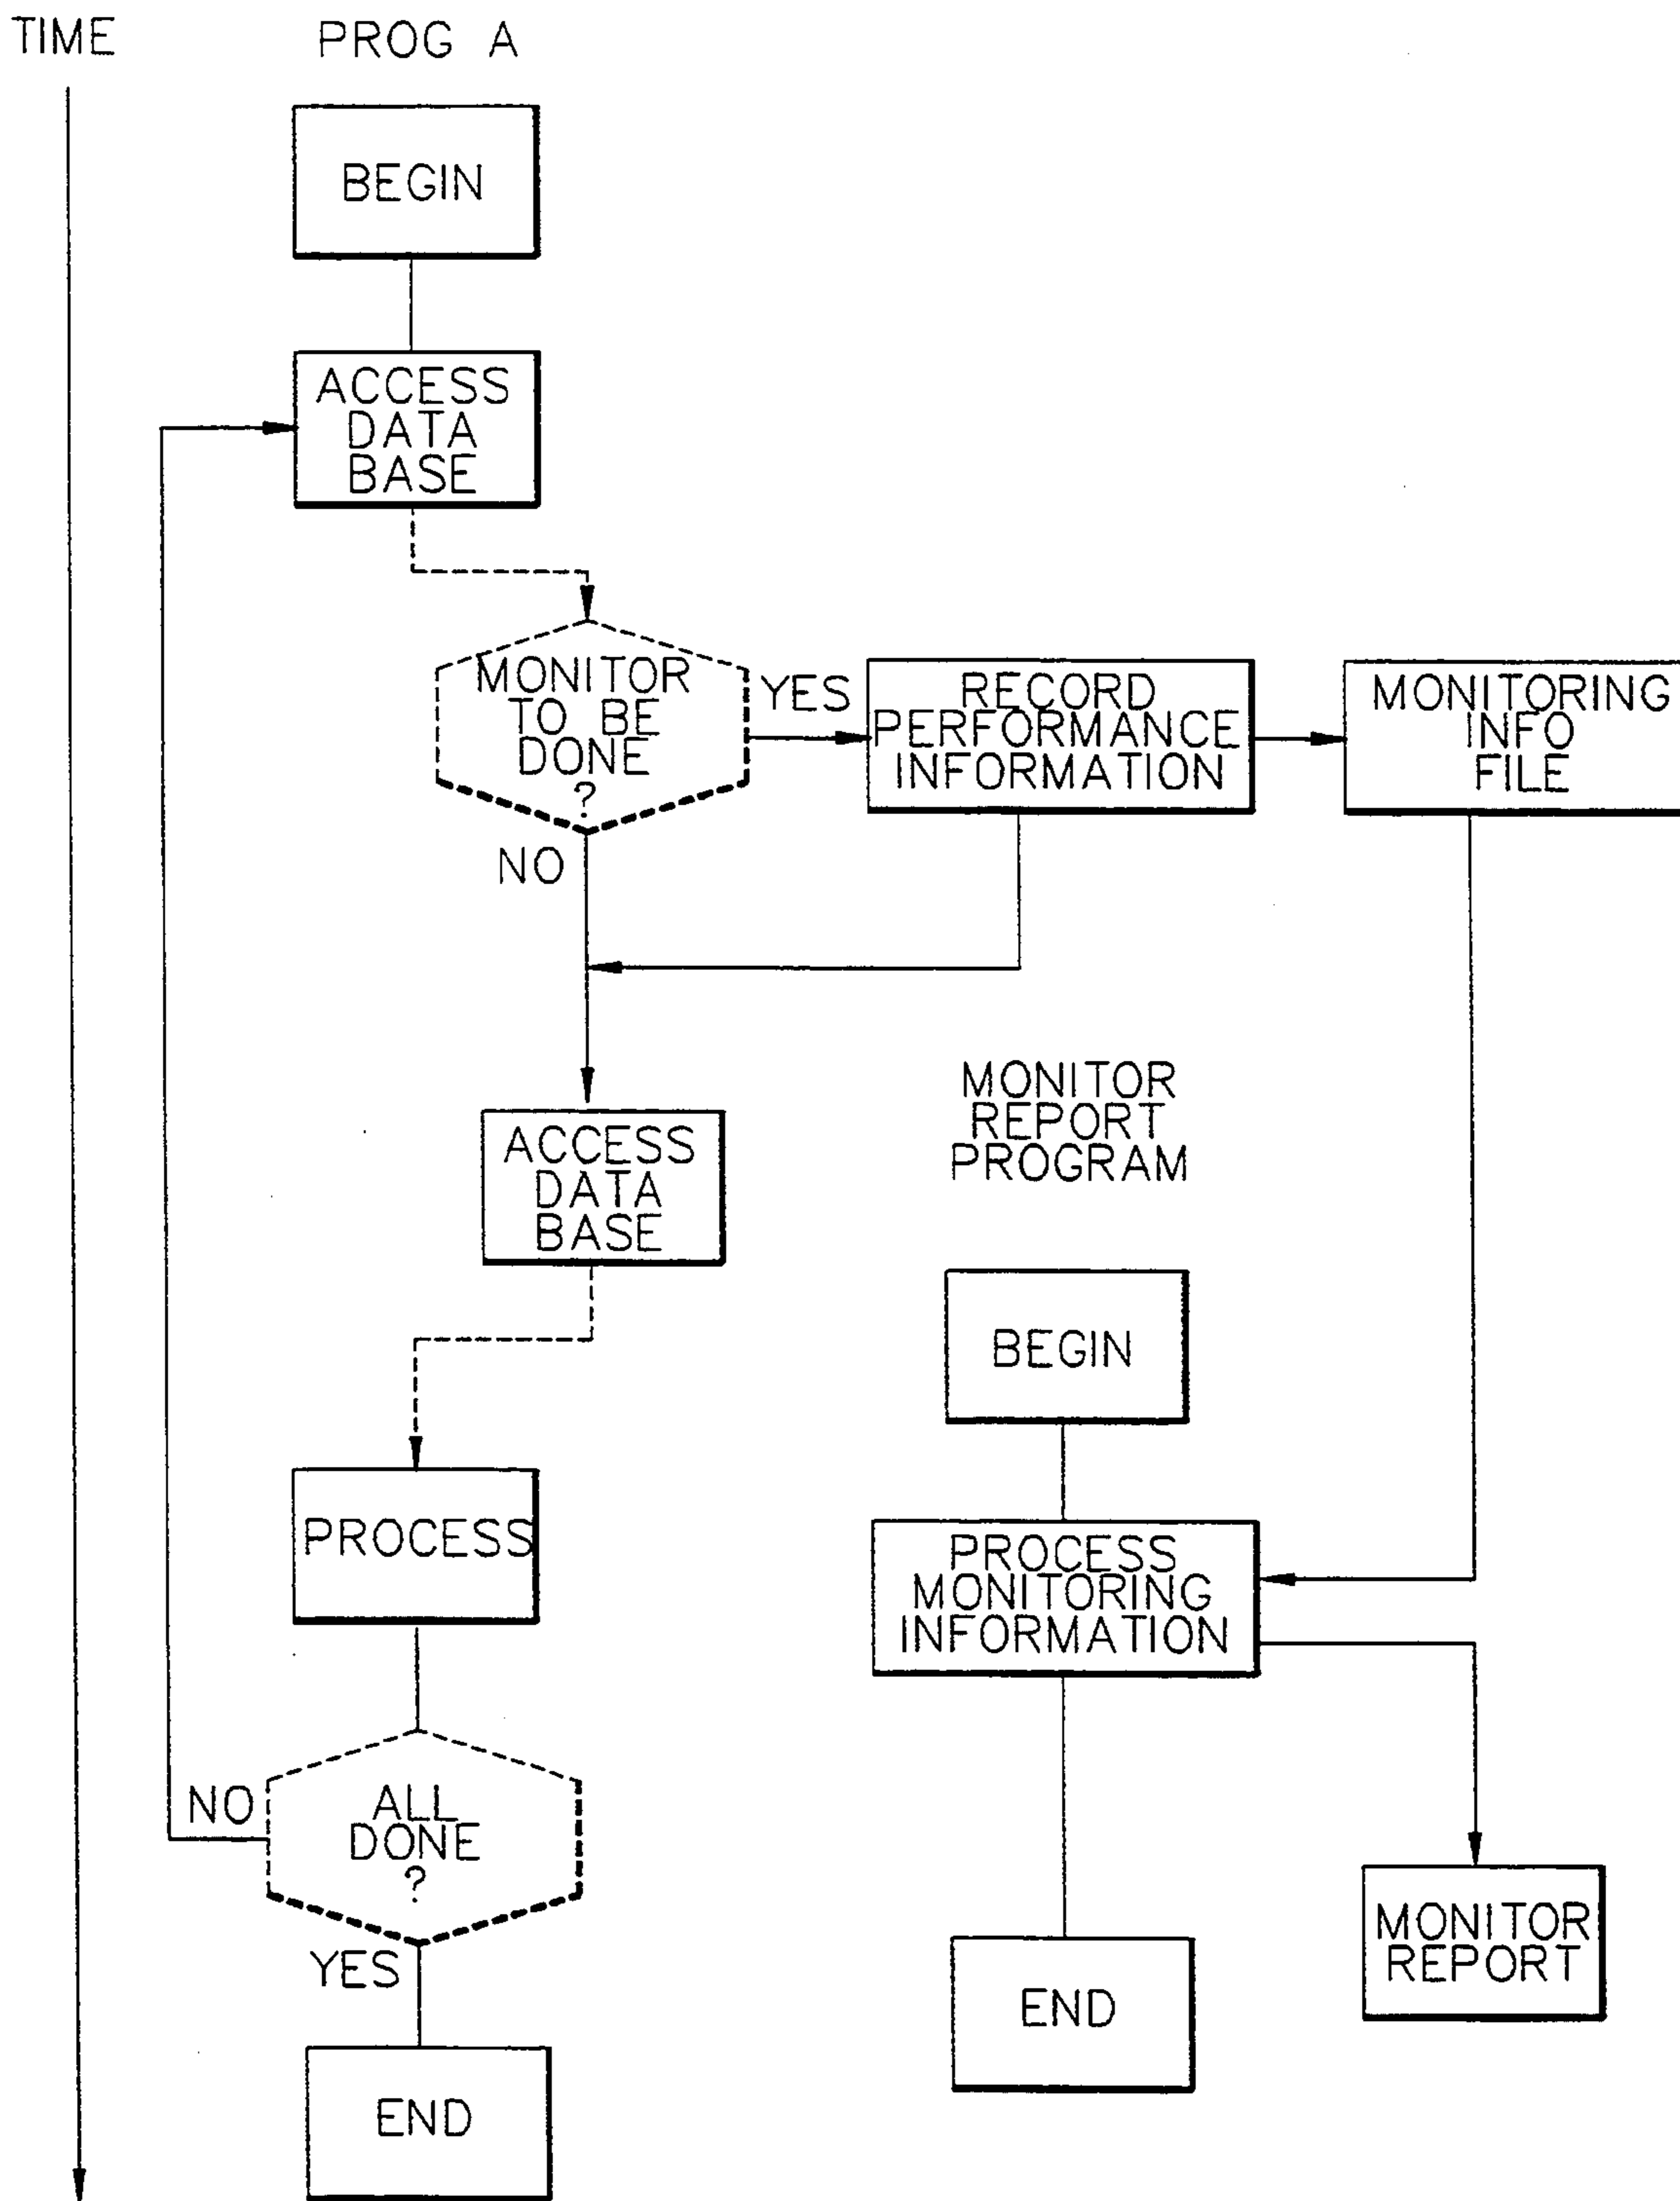 TIME
PROG A
BEGIN
ACCESS
DATA
BASE
MONITOR
TO BE
DONE
?
YES
NO
RECORD
PERFORMANCE
INFORMATION
MONITORING
INFO
FILE
ACCESS
DATA
BASE
MONITOR
REPORT
PROGRAM
BEGIN
PROCESS
PROCESS
MONITORING
INFORMATION
NO
ALL
DONE
?
YES
END
END
MONITOR
REPORT